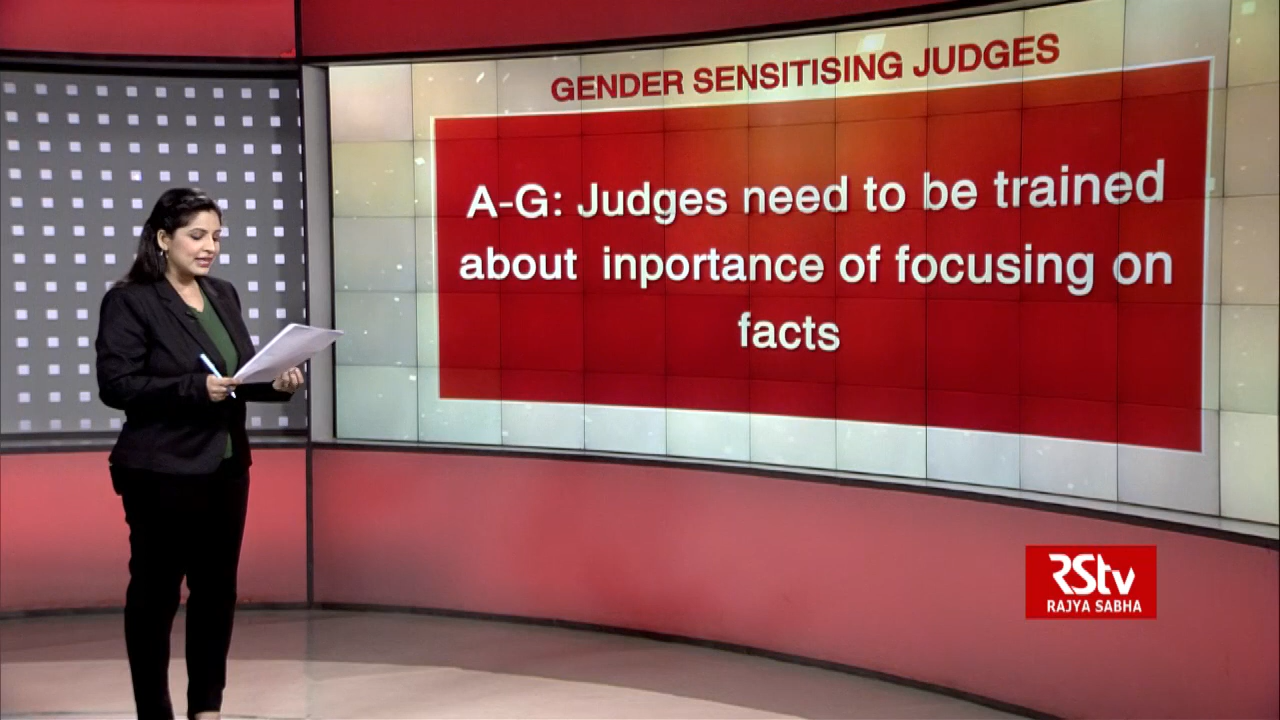 GENDER SENSITISING JUDGES
A-G: Judges need to be trained
about inportance of focusing on
facts
RStv
RAJYA SABHA